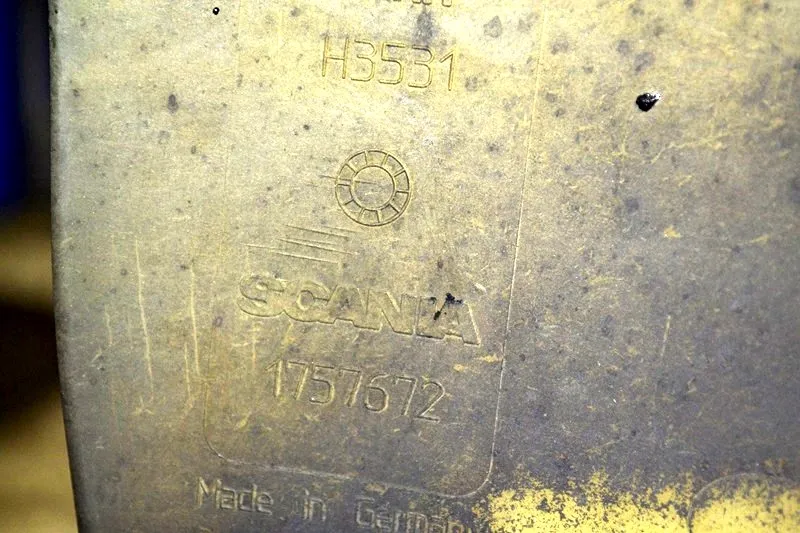 H3531
SCANIA
1757672
Made in Germany